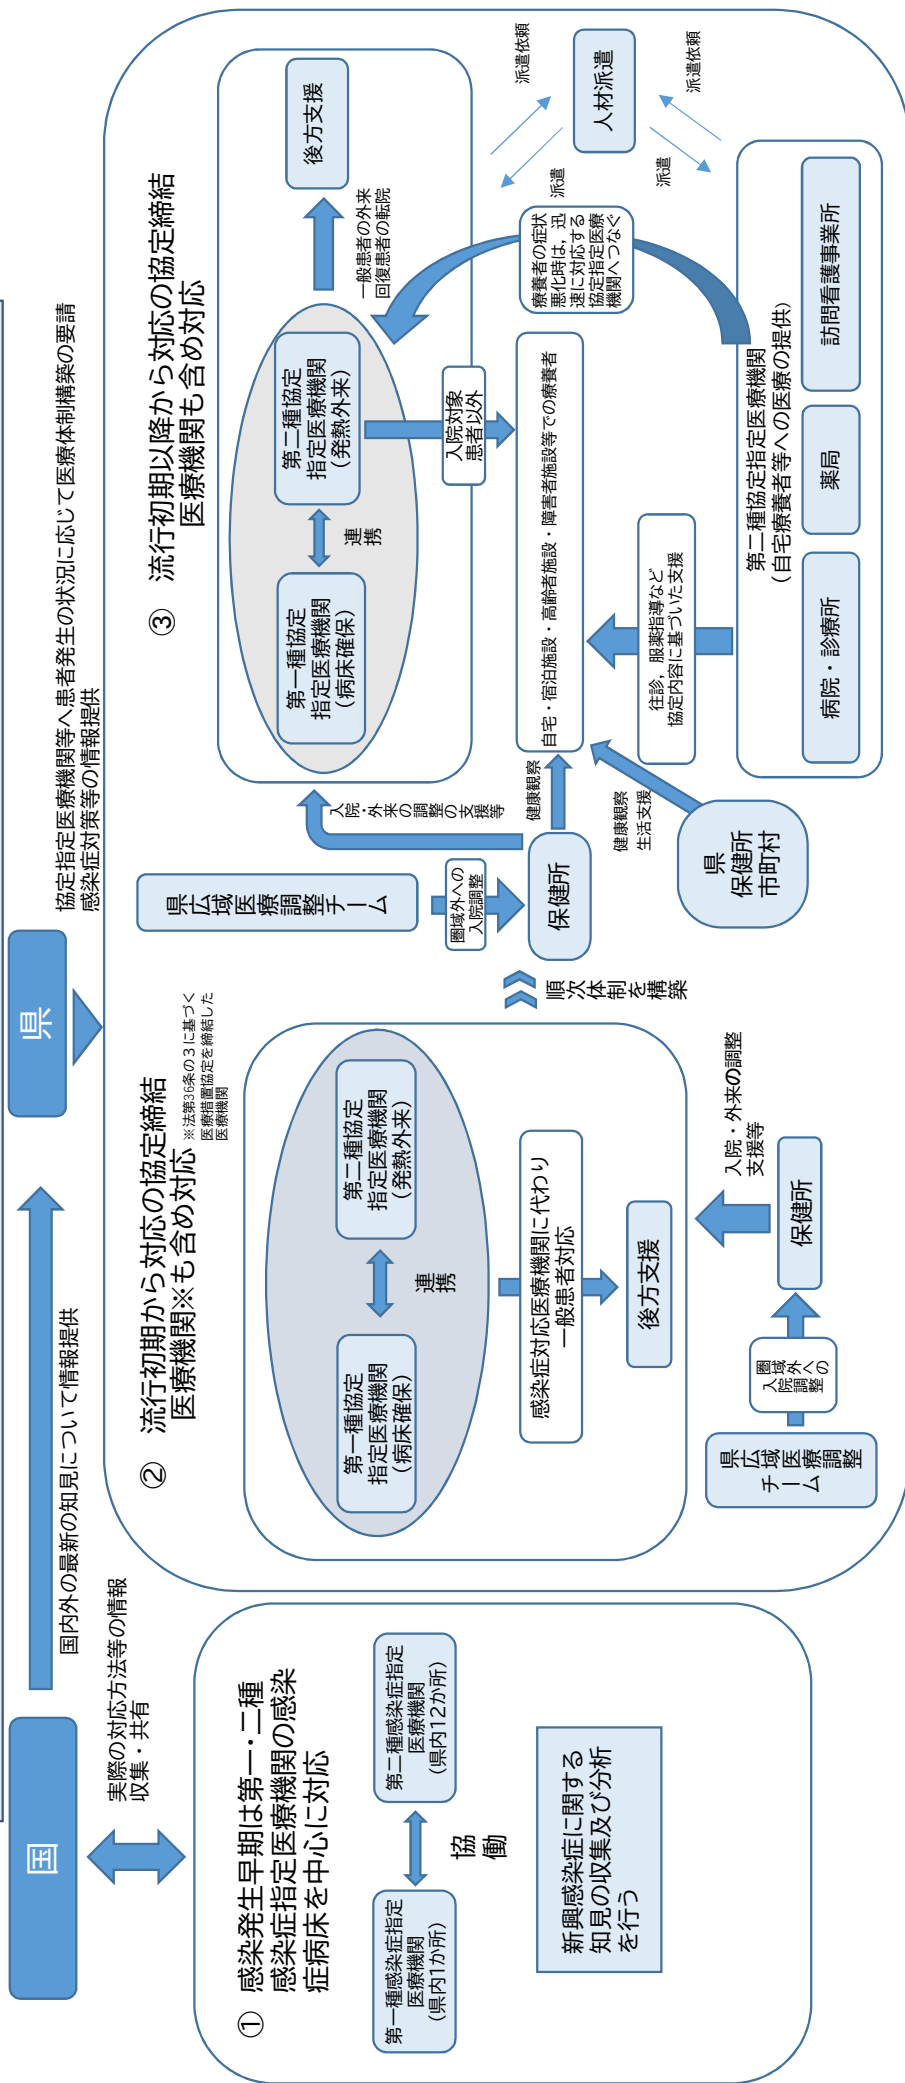 国
国内外の最新の知見について情報提供
実際の対応方法等の情報
収集・共有
県
協定指定医療機関等へ患者発生の状況に応じて医療体制構築の要請
感染症対策等の情報提供
① 感染発生早期は第一・二種
感染症指定医療機関の感染
症病床を中心に対応
第一種感染症指定
医療機関
(県内1か所)
協
働
第二種感染症指定
医療機関
(県内12か所)
新興感染症に関する
知見の収集及び分析
を行う
② 流行初期から対応の協定締結
医療機関※も含め対応
※法第36条の3に基づく
医療措置協定を締結した
医療機関
第一種協定
指定医療機関
(病床確保)
連
携
第二種協定
指定医療機関
(発熱外来)
感染症対応医療機関に代わり
一般患者対応
後方支援
県広域医療調整
チーム
圏域外への
入院調整
保健所
入院・外来の調整
支援等
順次体制を構築
③ 流行初期以降から対応の協定締結
医療機関も含め対応
第一種協定
指定医療機関
(病床確保)
連
携
第二種協定
指定医療機関
(発熱外来)
一般患者の外来
回復患者の転院
後方支援
県広域医療調整チーム
圏域外への
入院調整
保健所
入院・外来の調整の支援等
健康観察
入院対象
患者以外
自宅・宿泊施設・高齢者施設・障害者施設等での療養者
療養者の症状
悪化時は，迅
速に対応する
協定指定医療
機関へつなぐ
派遣依頼
派遣
人材派遣
派遣
派遣依頼
県
保健所
市町村
健康観察
生活支援
往診，服薬指導など
協定内容に基づいた支援
第二種協定指定医療機関
(自宅療養者等への医療の提供)
病院・診療所
薬局
訪問看護事業所